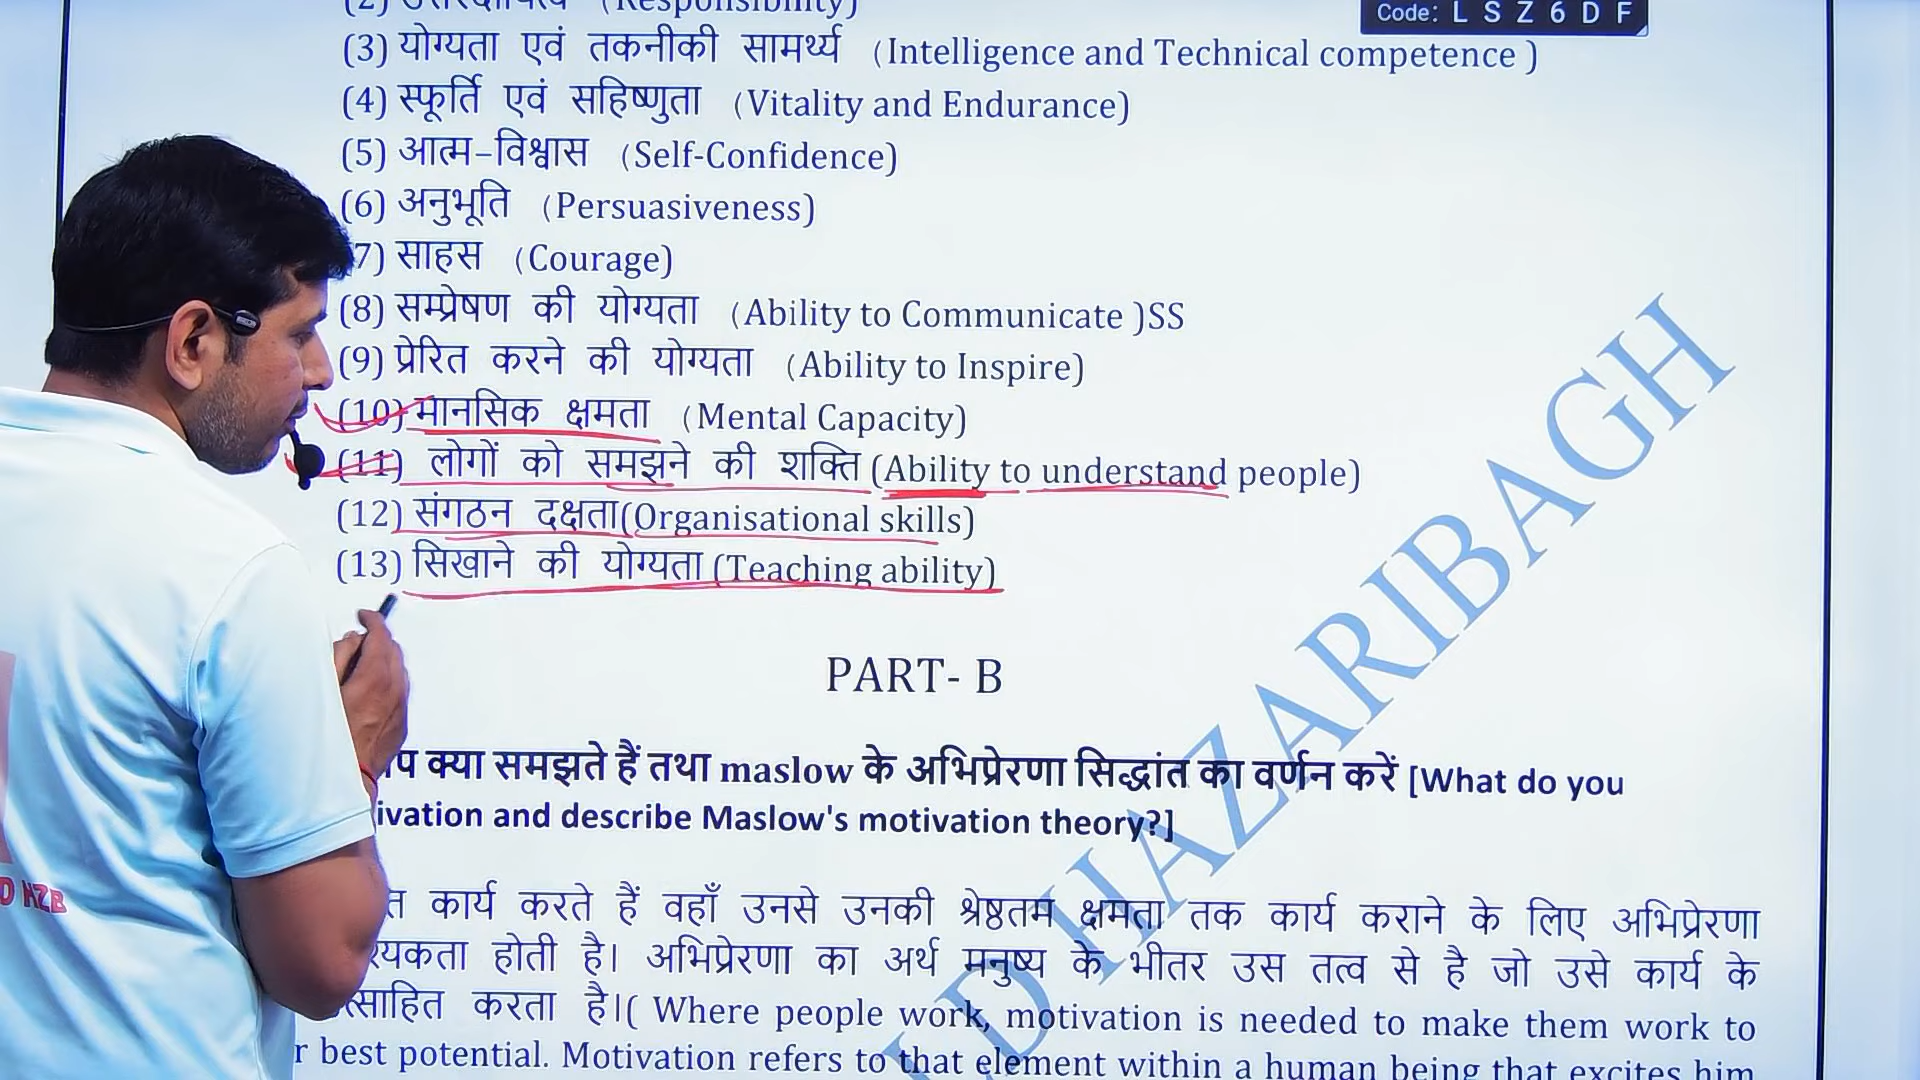 (2) उत्तरदायित्व (Responsibility)
Code: L S Z 6 D F
(3) योग्यता एवं तकनीकी सामर्थ्य (Intelligence and Technical competence )
(4) स्फूर्ति एवं सहिष्णुता (Vitality and Endurance)
(5) आत्म-विश्वास (Self-Confidence)
(6) अनुभूति (Persuasiveness)
7) साहस (Courage)
(8) सम्प्रेषण की योग्यता (Ability to Communicate )SS
(9) प्रेरित करने की योग्यता (Ability to Inspire)
(10) मानसिक क्षमता (Mental Capacity)
(11) लोगों को समझने की शक्ति (Ability to understand people)
(12) संगठन दक्षता(Organisational skills)
(13) सिखाने की योग्यता (Teaching ability)
PART- B
क्या समझते हैं तथा maslow के अभिप्रेरणा सिद्धांत का वर्णन करें [What do you
ivation and describe Maslow's motivation theory?]
कार्य करते हैं वहाँ उनसे उनकी श्रेष्ठतम क्षमता तक कार्य कराने के लिए अभिप्रेरणा
श्यकता होती है। अभिप्रेरणा का अर्थ मनुष्य के भीतर उस तत्व से है जो उसे कार्य के
त्साहित करता है।( Where people work, motivation is needed to make them work to
r best potential. Motivation refers to that element within a human being that excites him
D HAZARIBAGH
D HZB